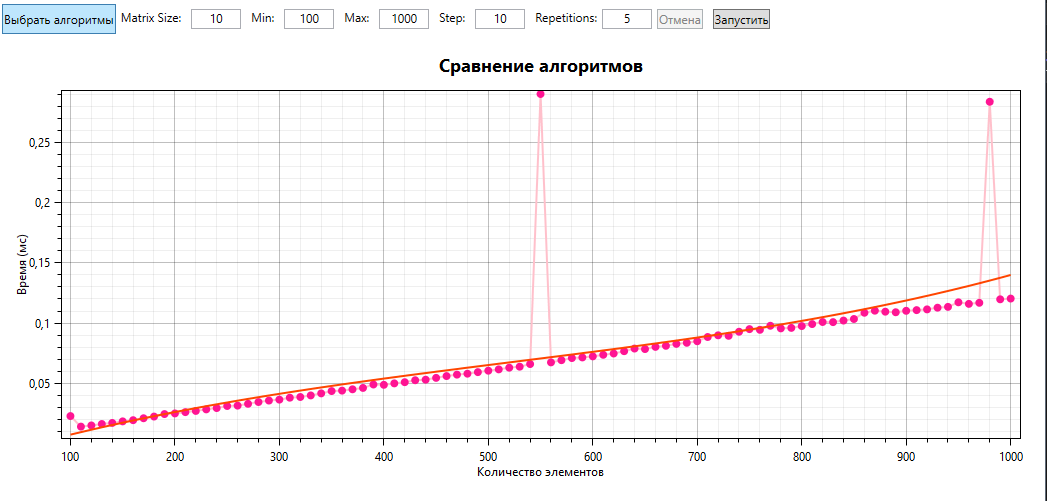 Выбрать алгоритмы Matrix Size: 10 Min: 100 Max: 1000 Step: 10 Repetitions: 5 Отмена Запустить
Сравнение алгоритмов
0,25
0,2
0,15
0,1
0,05
Время (мс)
100 200 300 400 500 600 700 800 900 1000
Количество элементов